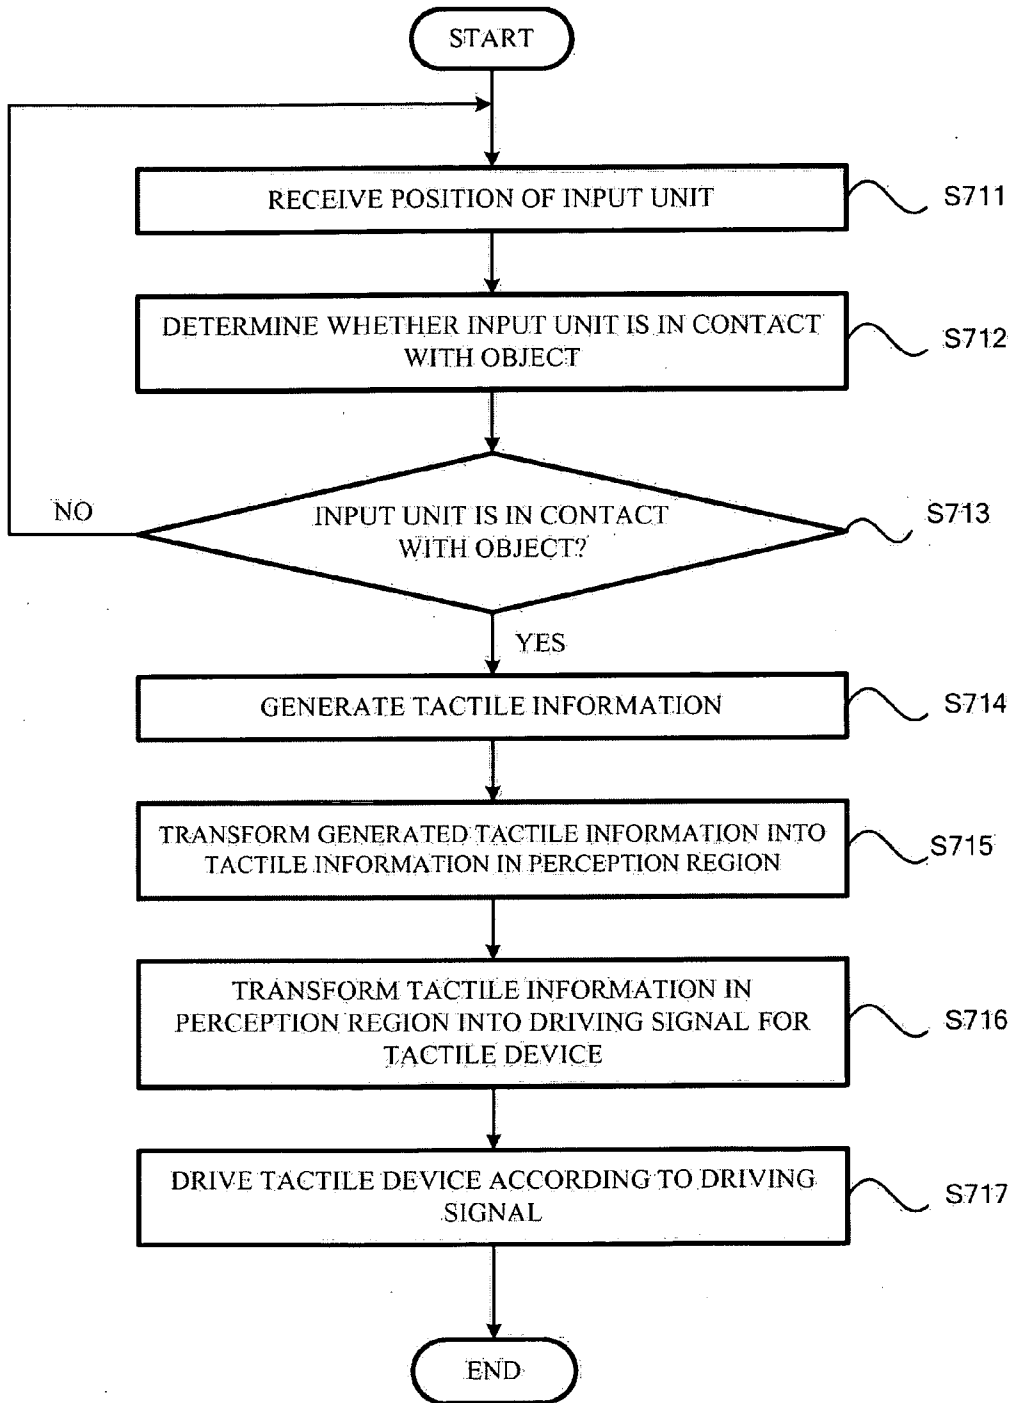 START
RECEIVE POSITION OF INPUT UNIT
S711
DETERMINE WHETHER INPUT UNIT IS IN CONTACT
WITH OBJECT
S712
INPUT UNIT IS IN CONTACT
WITH OBJECT?
S713
NO
YES
GENERATE TACTILE INFORMATION
S714
TRANSFORM GENERATED TACTILE INFORMATION INTO
TACTILE INFORMATION IN PERCEPTION REGION
S715
TRANSFORM TACTILE INFORMATION IN
PERCEPTION REGION INTO DRIVING SIGNAL FOR
TACTILE DEVICE
S716
DRIVE TACTILE DEVICE ACCORDING TO DRIVING
SIGNAL
S717
END